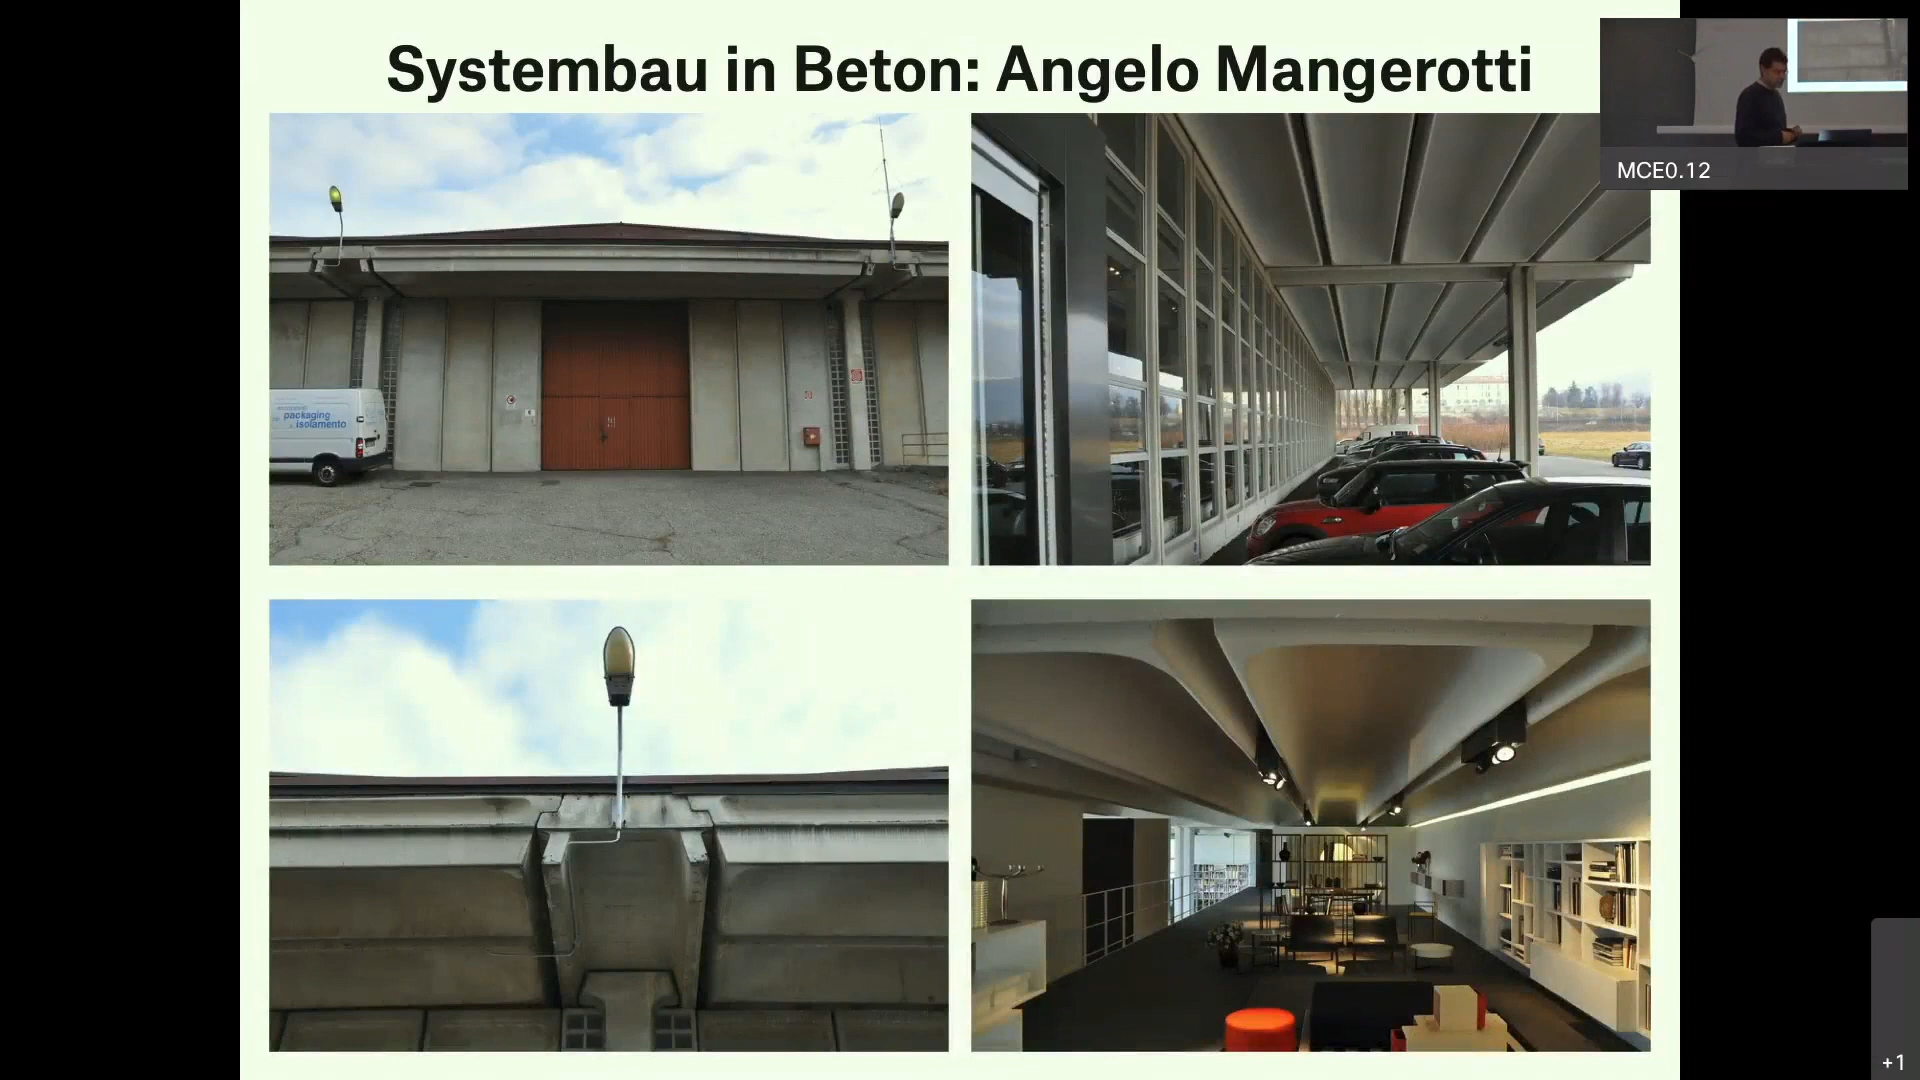 Systembau in Beton: Angelo Mangerotti
MCE0.12
packaging
isolamento
+1